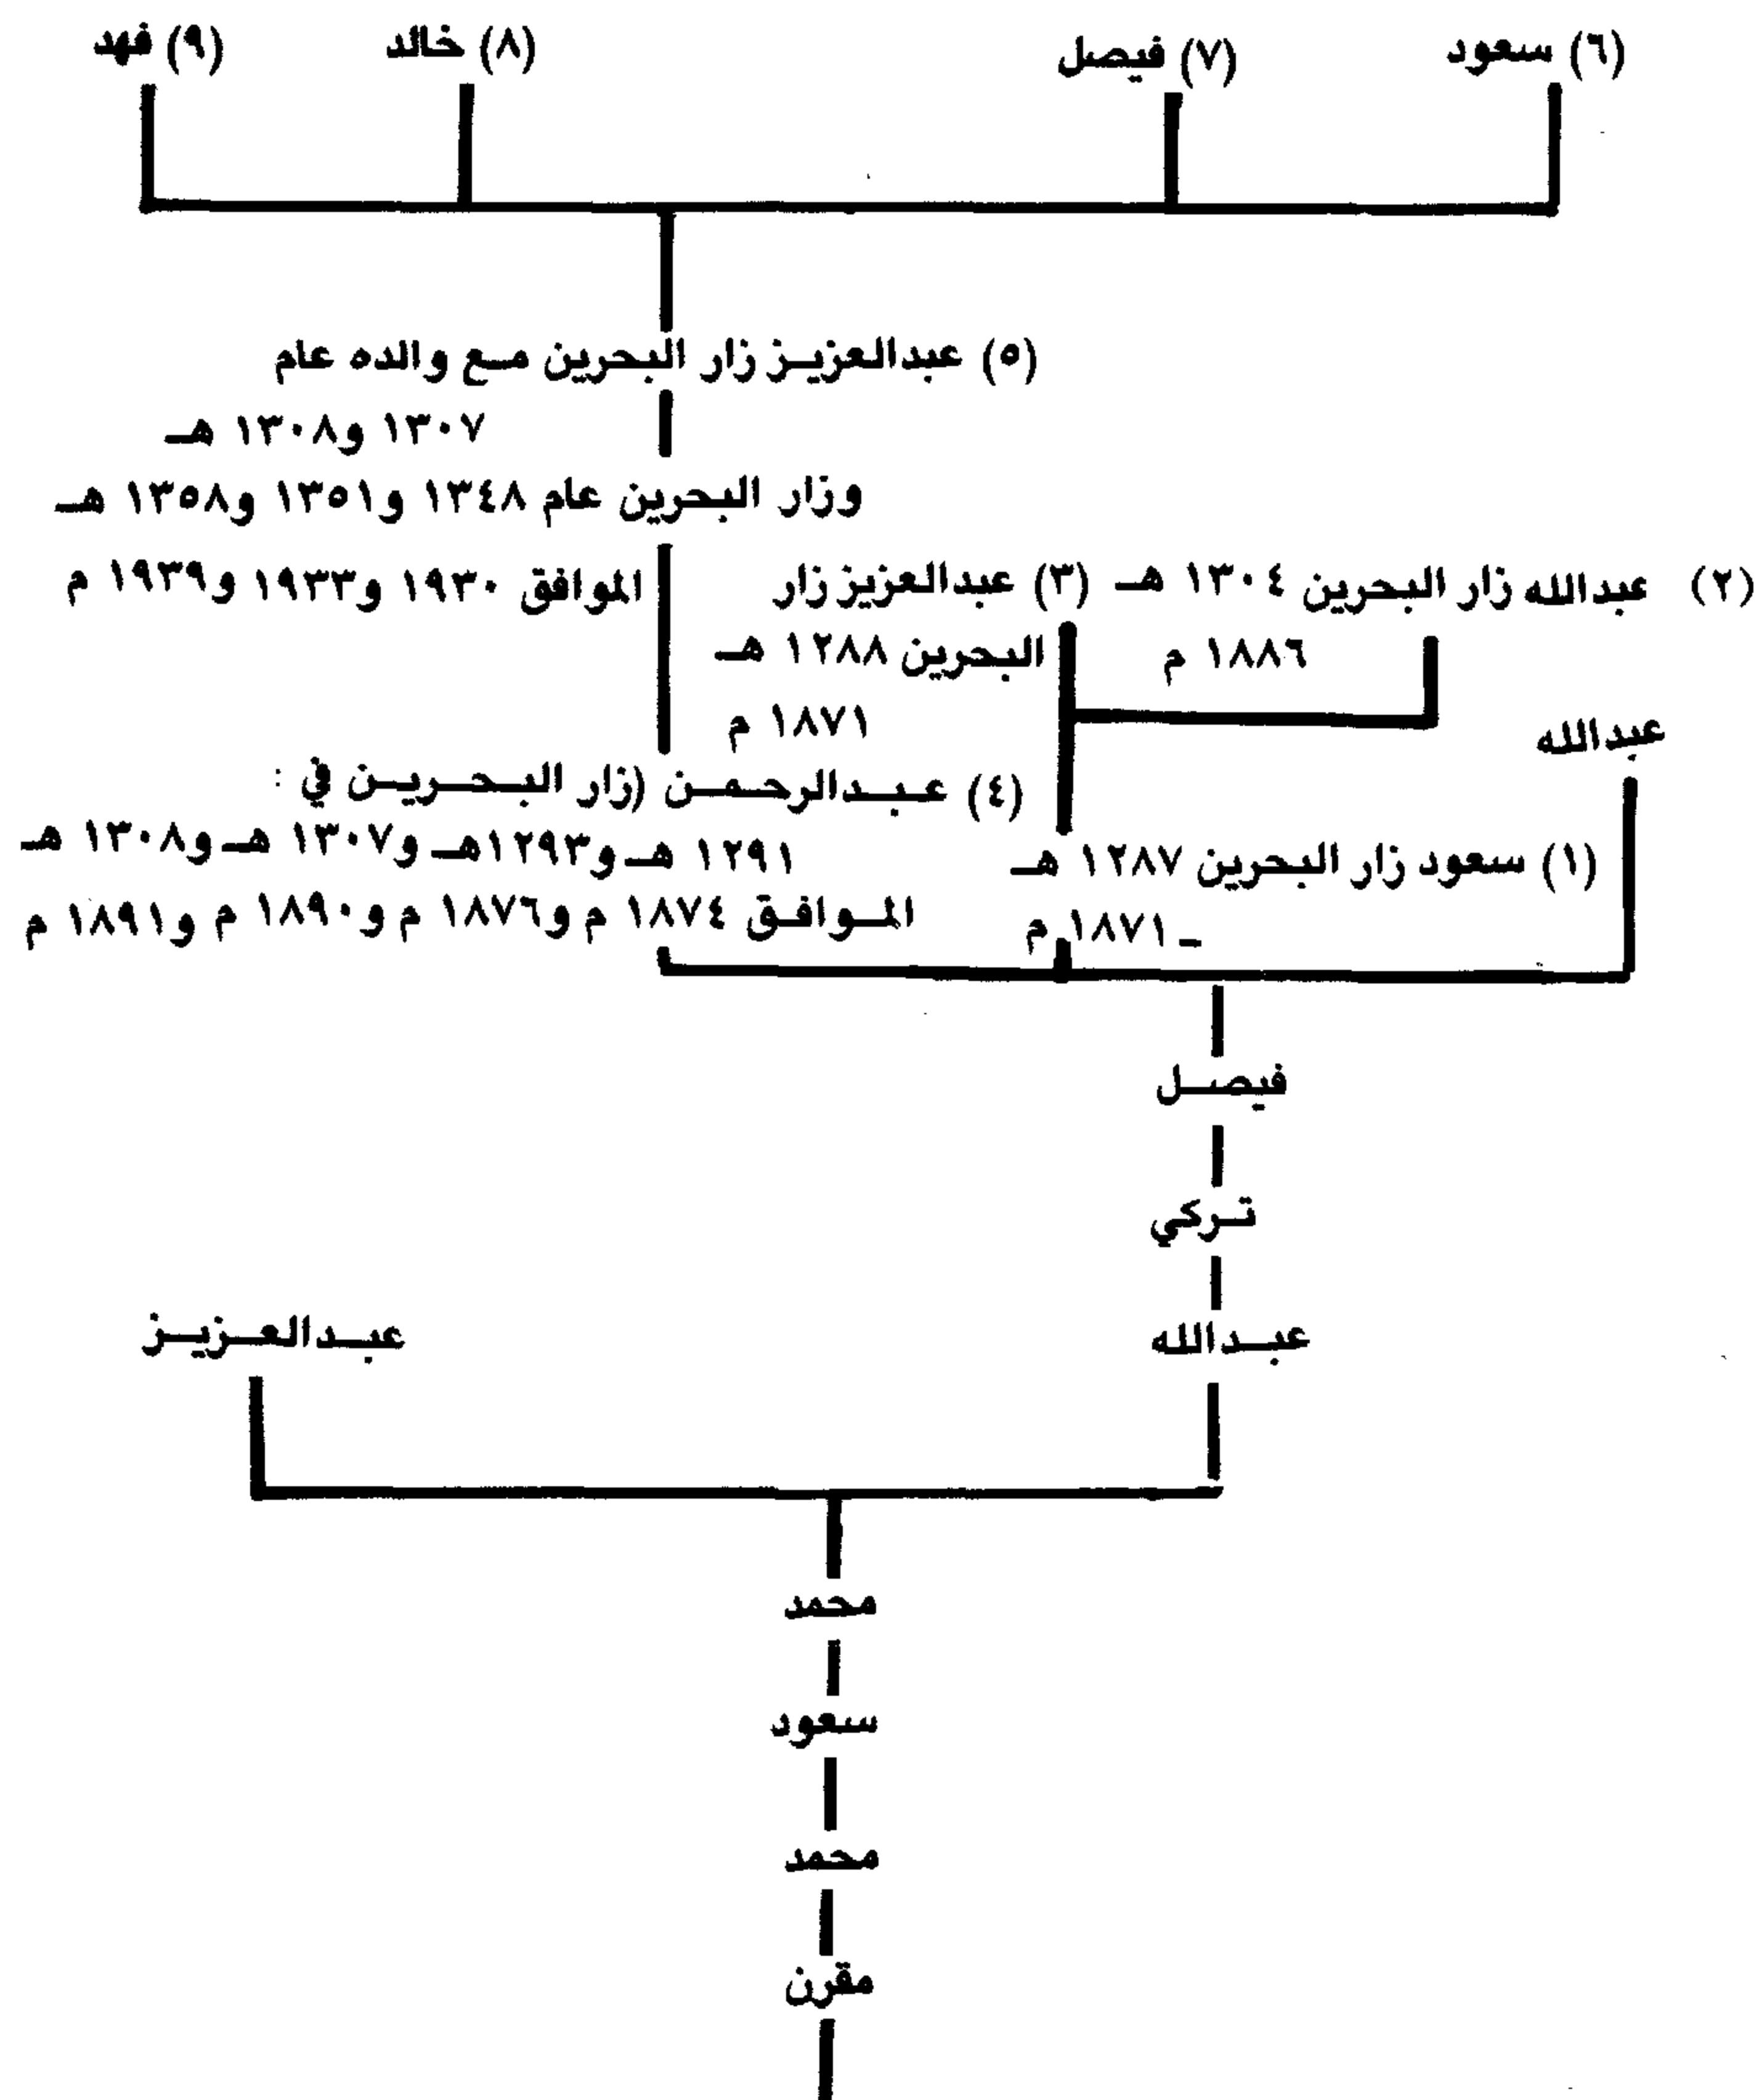 (٦) سعود
(٧) فيصل
(٨) خالد
(٩) فهد
(٥) عبدالعزيز زار البحرين مع والده عام
١٣٠٧ و١٣٠٨ هـ
وزار البحرين عام ١٣٤٨ و١٣٥١ و١٣٥٨ هـ
الموافق ١٩٣٠ و١٩٣٣ و١٩٣٩ م
(٢) عبدالله زار البحرين ١٣٠٤ هـ
١٨٨٦ م
(٣) عبدالعزيز زار
البحرين ١٢٨٨ هـ
١٨٧١ م
عبدالله
(١) سعود زار البحرين ١٢٨٧ هـ
ـ ١٨٧١ م
(٤) عبدالرحمن (زار البحرين في :
١٢٩١ هـ و١٢٩٣هـ و١٣٠٧ هـ و١٣٠٨ هـ
الموافق ١٨٧٤ م و١٨٧٦ م و١٨٩٠ م و١٨٩١ م
فيصل
تركي
عبدالله
عبدالعزيز
محمد
سعود
محمد
مقرن